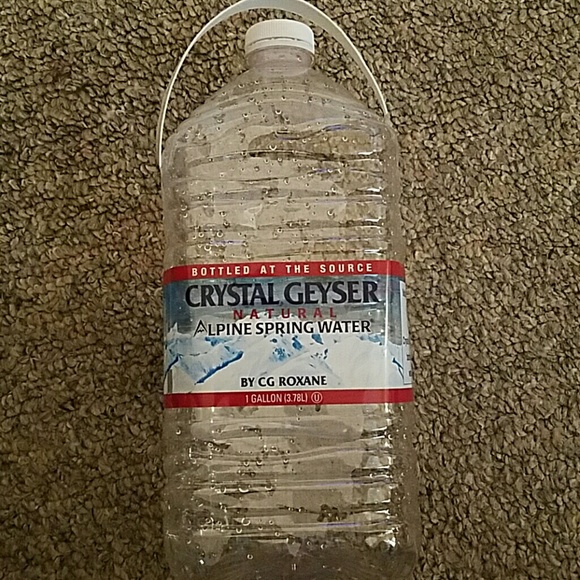 BOTTLED AT THE SOURCE
CRYSTAL GEYSER
NATURAL
ALPINE SPRING WATER
BY CG ROXANE
1 GALLON (3.78L) U